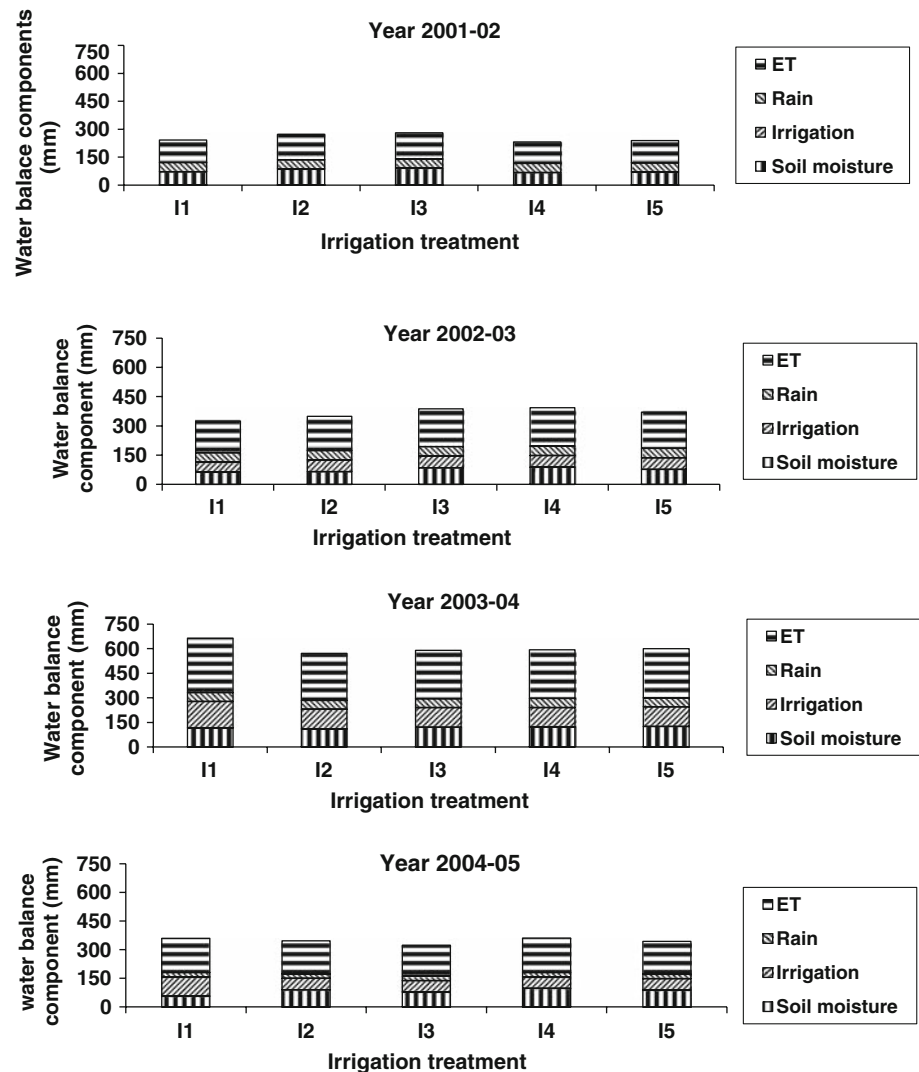 Year 2001-02
Water balace components
(mm)
750
600
450
300
150
0
I1 I2 I3 I4 I5
Irrigation treatment
ET
Rain
Irrigation
Soil moisture
Year 2002-03
Water balance
component (mm)
750
600
450
300
150
0
I1 I2 I3 I4 I5
Irrigation treatment
ET
Rain
Irrigation
Soil moisture
Year 2003-04
Water balance
component (mm)
750
600
450
300
150
0
I1 I2 I3 I4 I5
Irrigation treatment
ET
Rain
Irrigation
Soil moisture
Year 2004-05
water balance
component (mm)
750
600
450
300
150
0
I1 I2 I3 I4 I5
Irrigation treatment
ET
Rain
Irrigation
Soil moisture